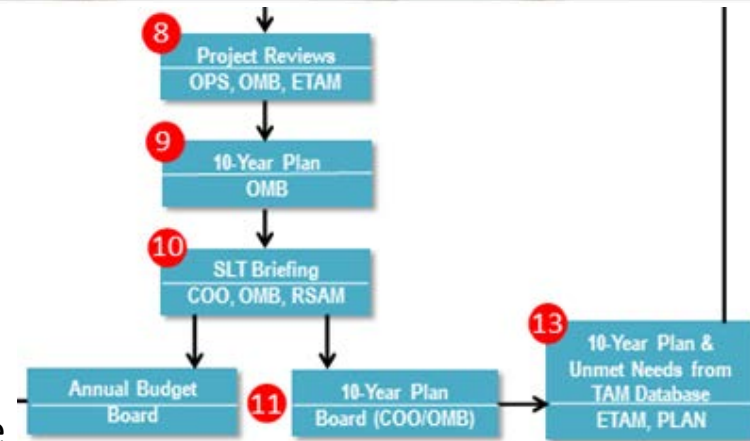 8
Project Reviews
OPS, OMB, ETAM
9
10-Year Plan
OMB
10
SLT Briefing
COO, OMB, RSAM
Annual Budget
Board
11
10-Year Plan
Board (COO/OMB)
13
10-Year Plan &
Unmet Needs from
TAM Database
ETAM, PLAN
e